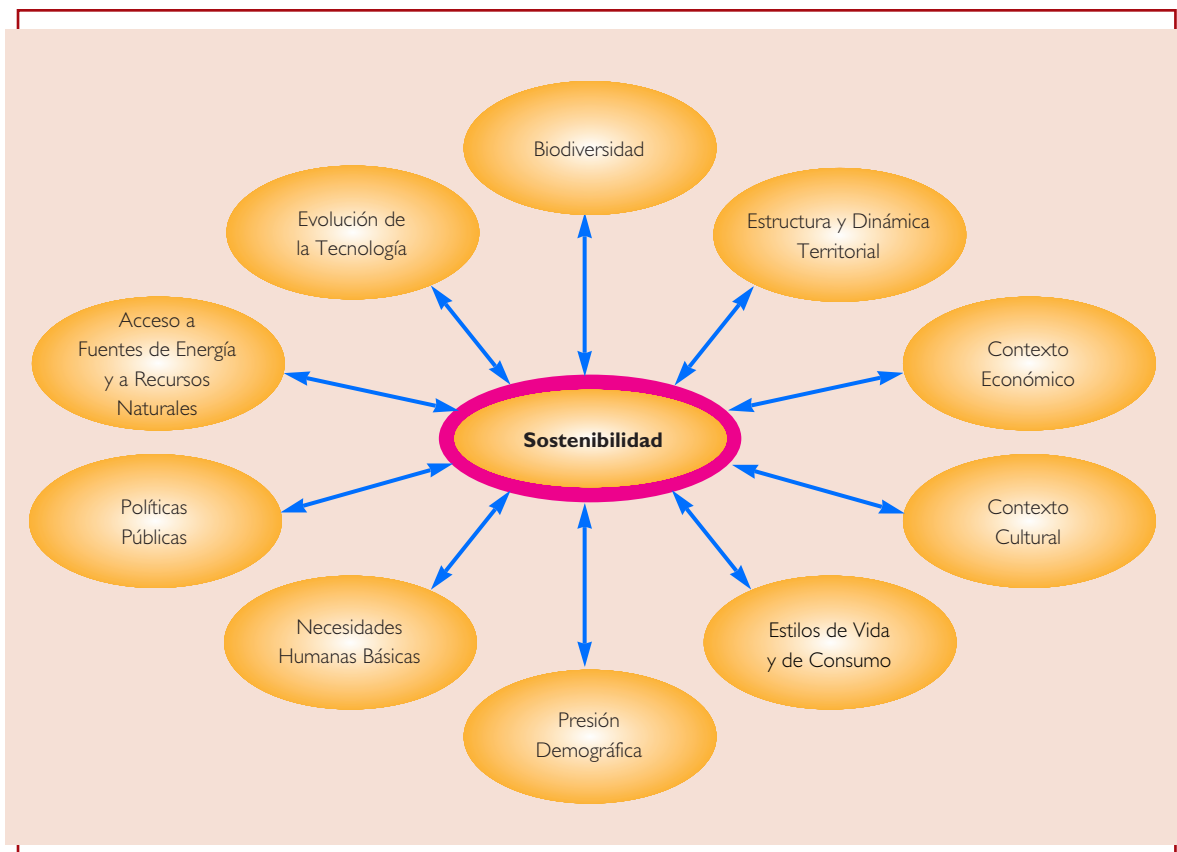 Biodiversidad
Evolución de
la Tecnología
Estructura y Dinámica
Territorial
Acceso a
Fuentes de Energía
y a Recursos
Naturales
Contexto
Económico
Sostenibilidad
Políticas
Públicas
Contexto
Cultural
Necesidades
Humanas Básicas
Estilos de Vida
y de Consumo
Presión
Demográfica